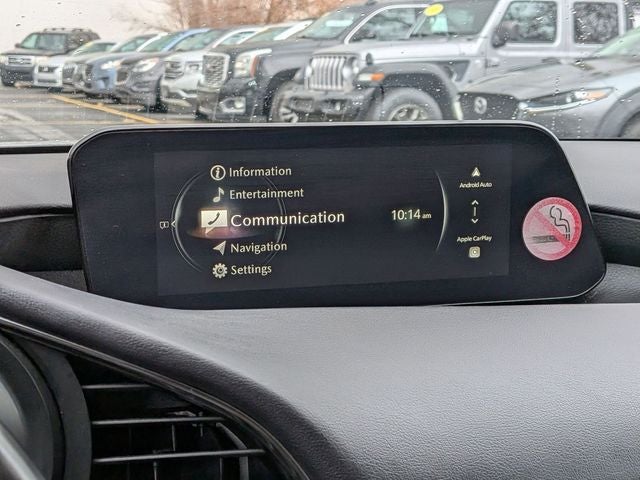 Information
Entertainment
Communication
Navigation
Settings
10:14 am
Android Auto
Apple CarPlay